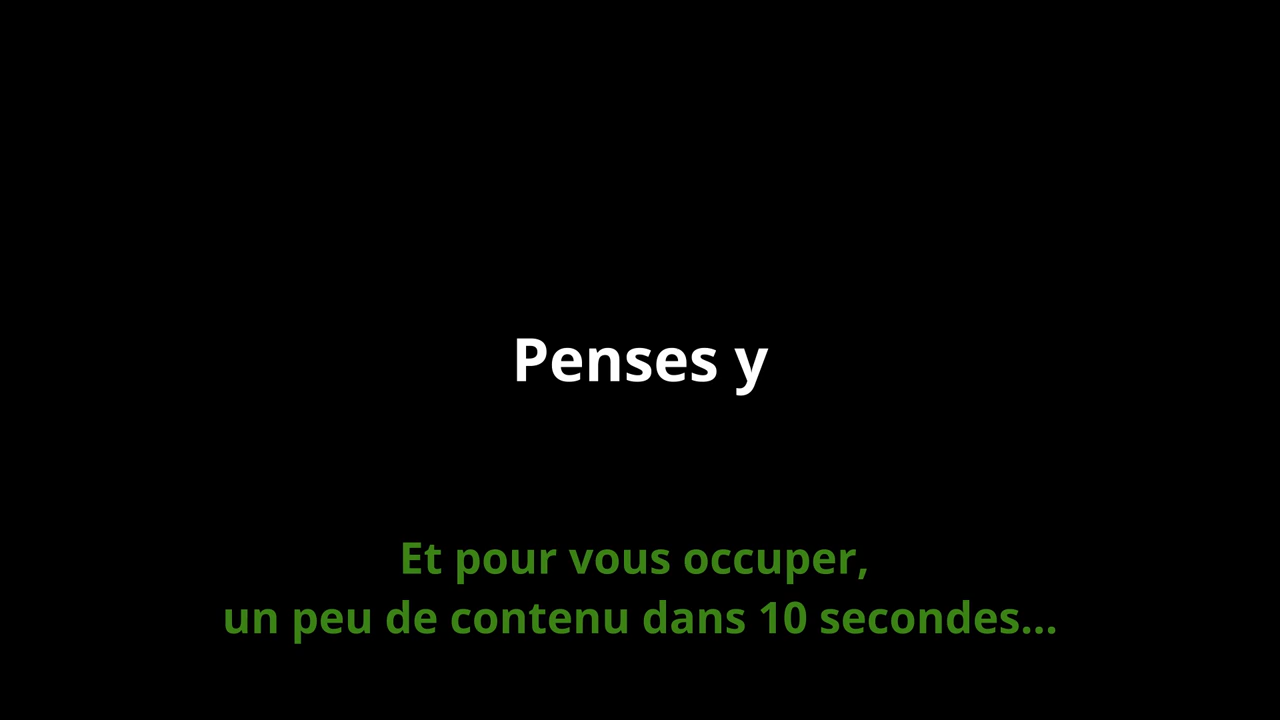 Penses y
Et pour vous occuper,
un peu de contenu dans 10 secondes...